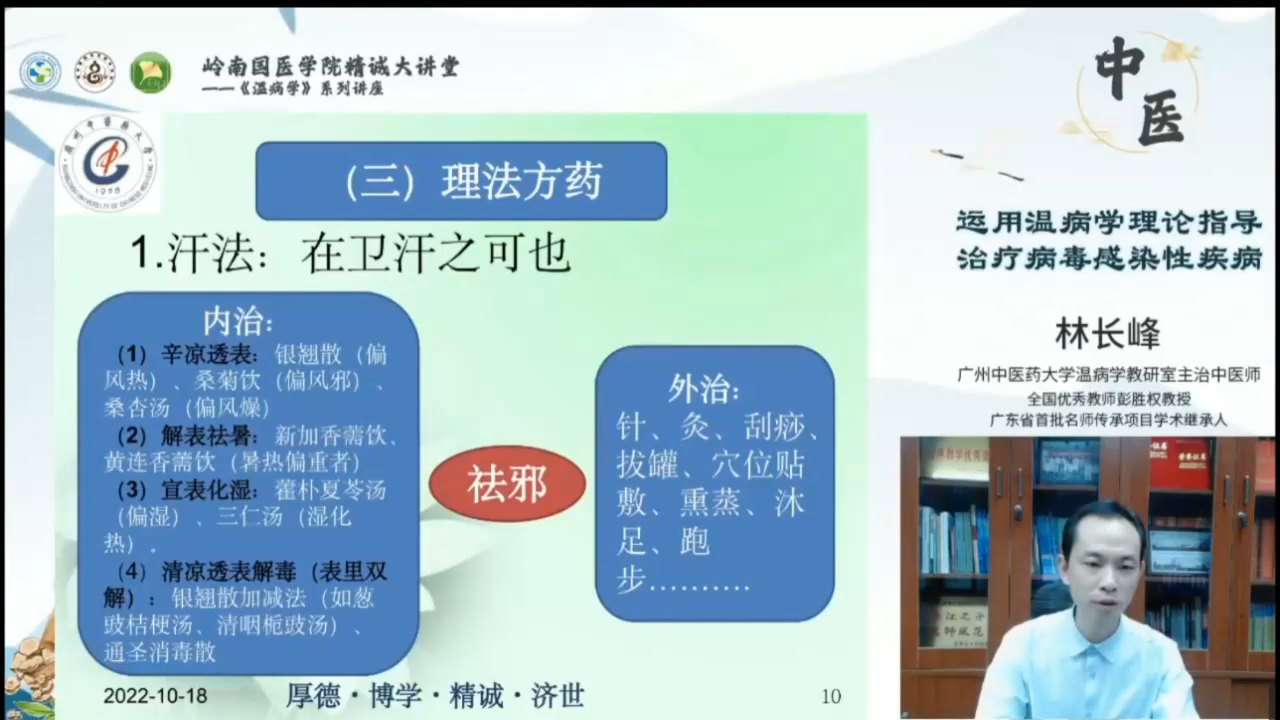 岭南国医学院精诚大讲堂
——《温病学》系列讲座
中医
1956
(三) 理法方药
1.汗法：在卫汗之可也
内治：
（1）辛凉透表：银翘散（偏
风热）、桑菊饮（偏风邪）、
桑杏汤（偏风燥）
（2）解表祛暑：新加香薷饮、
黄连香薷饮（暑热偏重者）
（3）宣表化湿：藿朴夏苓汤
（偏湿）、三仁汤（湿化
热）。
（4）清凉透表解毒（表里双
解）：银翘散加减法（如葱
豉桔梗汤、清咽栀豉汤）、
通圣消毒散
祛邪
外治：
针、灸、刮痧、
拔罐、穴位贴
敷、熏蒸、沐
足、跑
步..........
2022-10-18
厚德·博学·精诚·济世
10
运用温病学理论指导
治疗病毒感染性疾病
林长峰
广州中医药大学温病学教研室主治中医师
全国优秀教师彭胜权教授
广东省首批名师传承项目学术继承人